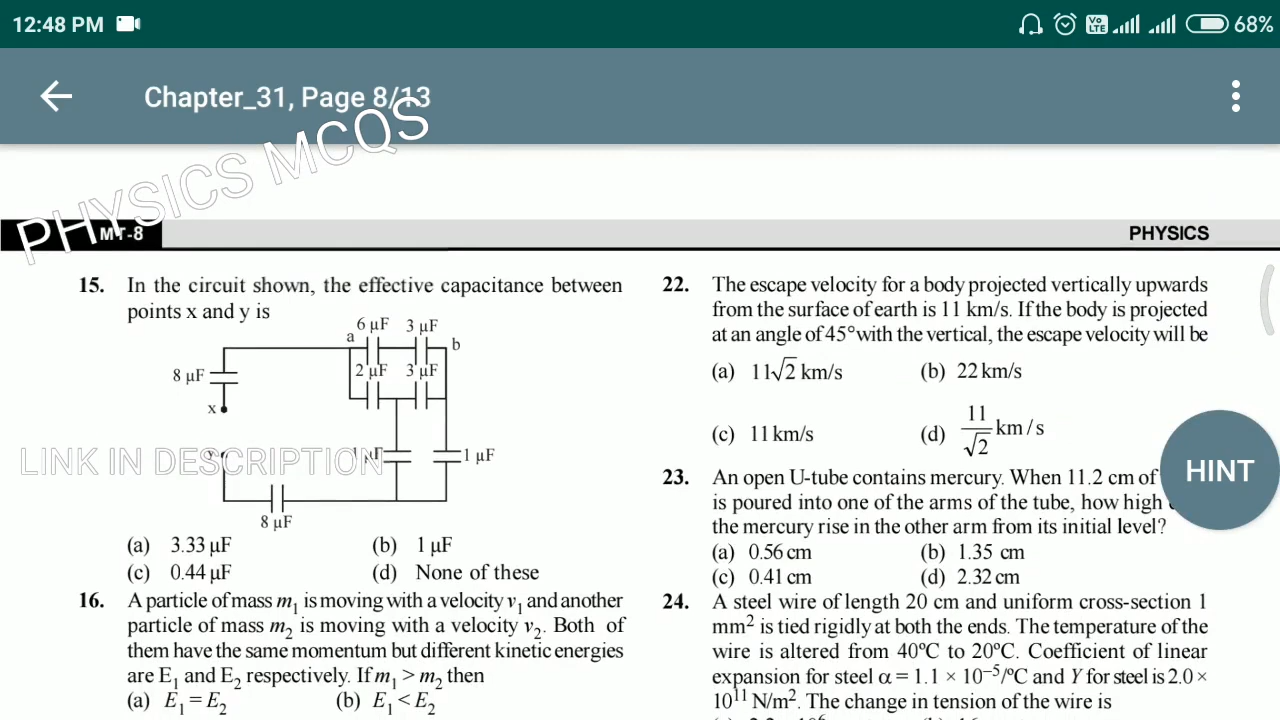 12:48 PM
Vo LTE 68%
Chapter_31, Page 8/13
PHYSICS MCQS
MT-8
PHYSICS
15. In the circuit shown, the effective capacitance between
points x and y is
6 μF 3 μF
a
b
2 μF 3 μF
8 μF
x
LINK IN DESCRIPTION
1 μF
8 μF
(a) 3.33 μF (b) 1 μF
(c) 0.44 μF (d) None of these
16. A particle of mass m₁ is moving with a velocity v₁ and another
particle of mass m₂ is moving with a velocity v₂. Both of
them have the same momentum but different kinetic energies
are E₁ and E₂ respectively. If m₁ > m₂ then
(a) E₁ = E₂ (b) E₁ < E₂
22. The escape velocity for a body projected vertically upwards
from the surface of earth is 11 km/s. If the body is projected
at an angle of 45° with the vertical, the escape velocity will be
(a) 11√2 km/s (b) 22 km/s
(c) 11 km/s (d) 11/√2 km/s
HINT
23. An open U-tube contains mercury. When 11.2 cm of
is poured into one of the arms of the tube, how high
the mercury rise in the other arm from its initial level?
(a) 0.56 cm (b) 1.35 cm
(c) 0.41 cm (d) 2.32 cm
24. A steel wire of length 20 cm and uniform cross-section 1
mm² is tied rigidly at both the ends. The temperature of the
wire is altered from 40ºC to 20ºC. Coefficient of linear
expansion for steel α = 1.1 × 10⁻⁵/ºC and Y for steel is 2.0 ×
10¹¹ N/m². The change in tension of the wire is